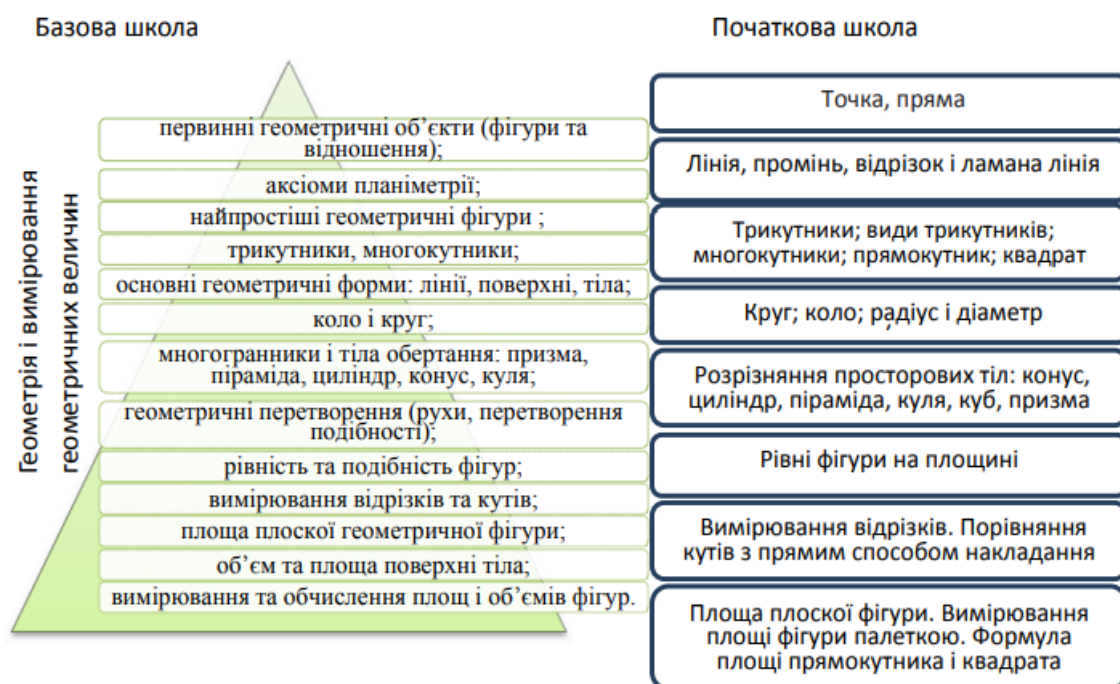 Базова школа
Початкова школа
Геометрія і вимірювання
геометричних величин
первинні геометричні об’єкти (фігури та
відношення);
аксіоми планіметрії;
найпростіші геометричні фігури ;
трикутники, многокутники;
основні геометричні форми: лінії, поверхні, тіла;
коло і круг;
многогранники і тіла обертання: призма,
піраміда, циліндр, конус, куля;
геометричні перетворення (рухи, перетворення
подібності);
рівність та подібність фігур;
вимірювання відрізків та кутів;
площа плоскої геометричної фігури;
об’єм та площа поверхні тіла;
вимірювання та обчислення площ і об’ємів фігур.
Точка, пряма
Лінія, промінь, відрізок і ламана лінія
Трикутники; види трикутників;
многокутники; прямокутник; квадрат
Круг; коло; радіус і діаметр
Розрізняння просторових тіл: конус,
циліндр, піраміда, куля, куб, призма
Рівні фігури на площині
Вимірювання відрізків. Порівняння
кутів з прямим способом накладання
Площа плоскої фігури. Вимірювання
площі фігури палеткою. Формула
площі прямокутника і квадрата